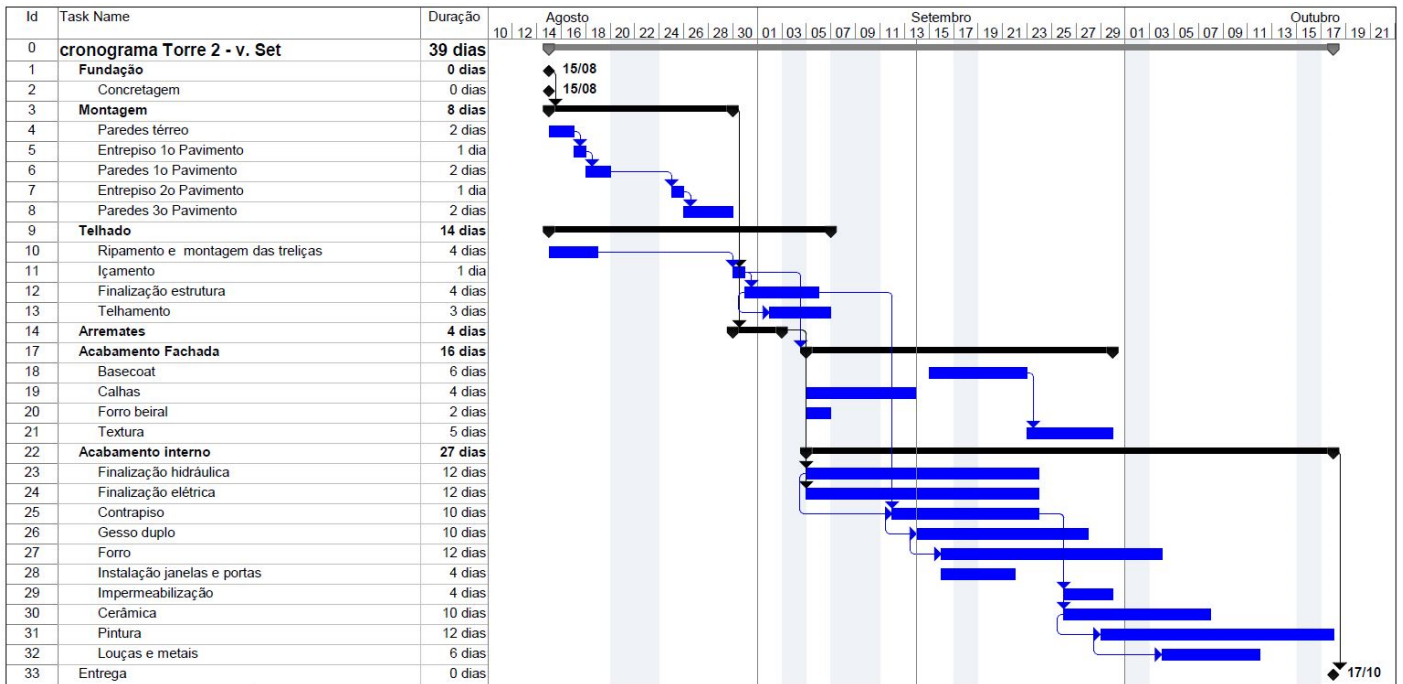 Id Task Name Duração Agosto Setembro Outubro
10 12 14 16 18 20 22 24 26 28 30 01 03 05 07 09 11 13 15 17 19 21 23 25 27 29 01 03 05 07 09 11 13 15 17 19 21
0 cronograma Torre 2 - v. Set 39 dias
1 Fundação 0 dias 15/08
2 Concretagem 0 dias 15/08
3 Montagem 8 dias
4 Paredes térreo 2 dias
5 Entrepiso 1o Pavimento 1 dia
6 Paredes 1o Pavimento 2 dias
7 Entrepiso 2o Pavimento 1 dia
8 Paredes 3o Pavimento 2 dias
9 Telhado 14 dias
10 Ripamento e montagem das treliças 4 dias
11 Içamento 1 dia
12 Finalização estrutura 4 dias
13 Telhamento 3 dias
14 Arremates 4 dias
17 Acabamento Fachada 16 dias
18 Basecoat 6 dias
19 Calhas 4 dias
20 Forro beiral 2 dias
21 Textura 5 dias
22 Acabamento interno 27 dias
23 Finalização hidráulica 12 dias
24 Finalização elétrica 12 dias
25 Contrapiso 10 dias
26 Gesso duplo 10 dias
27 Forro 12 dias
28 Instalação janelas e portas 4 dias
29 Impermeabilização 4 dias
30 Cerâmica 10 dias
31 Pintura 12 dias
32 Louças e metais 6 dias
33 Entrega 0 dias 17/10